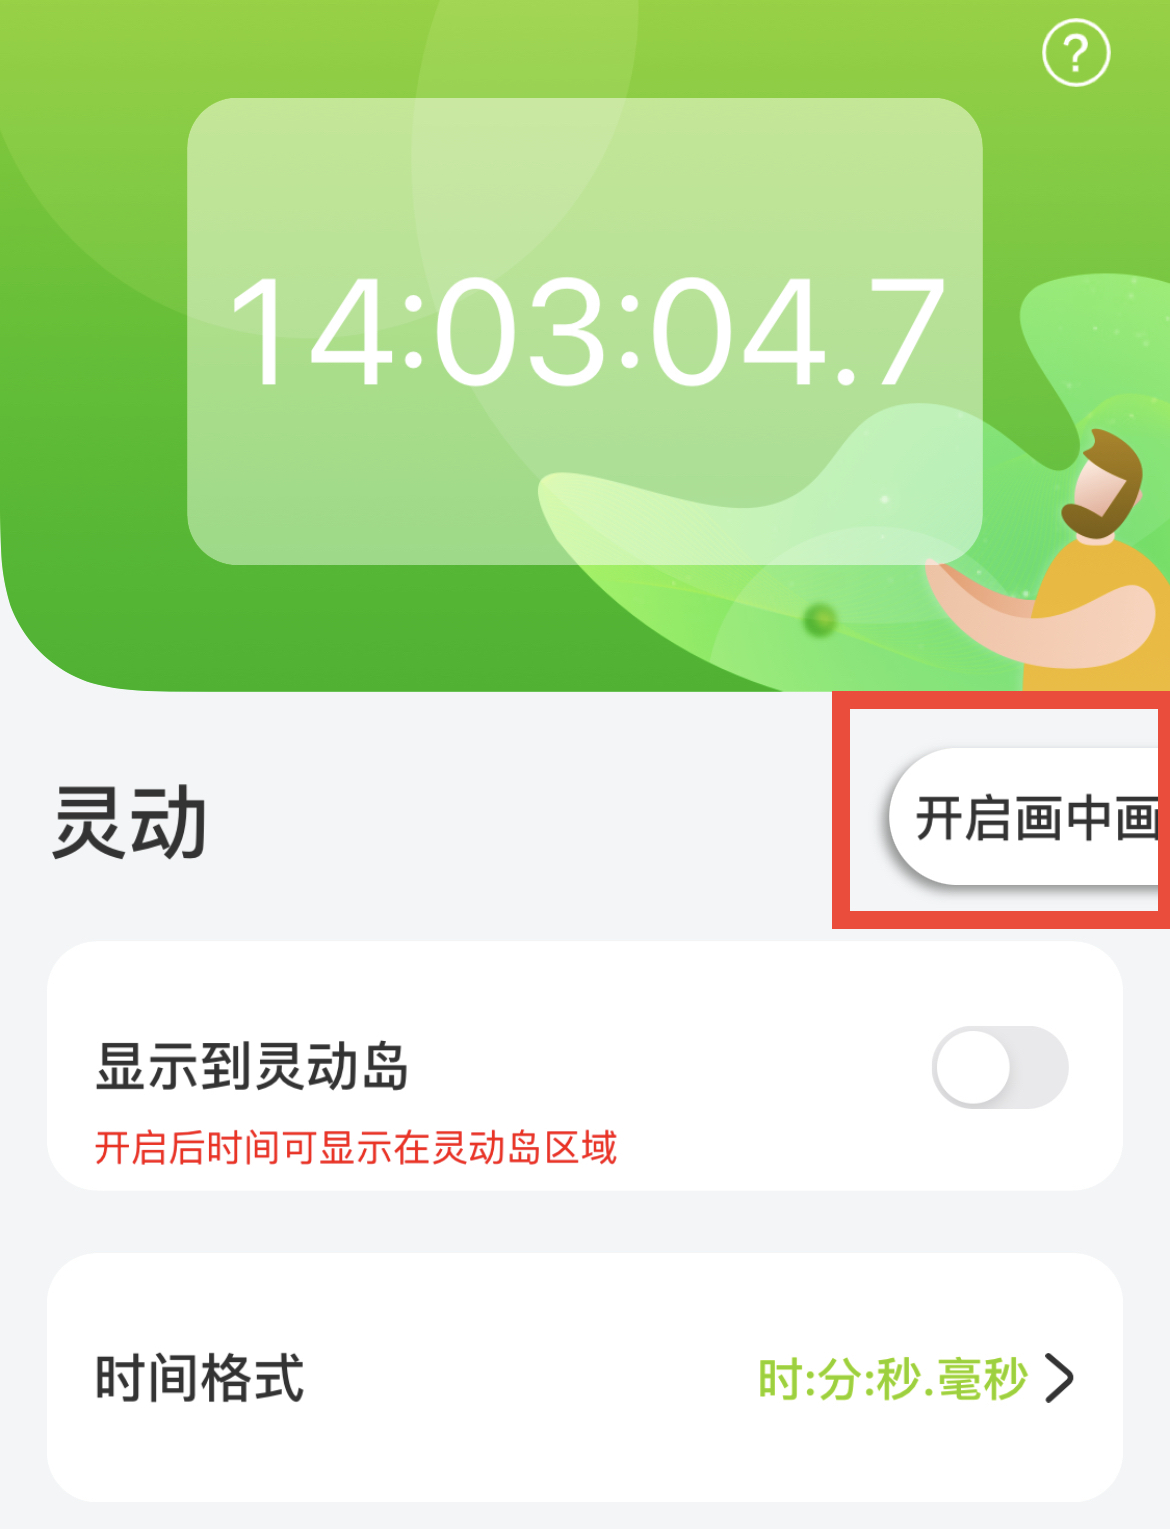 ?
14:03:04.7
灵动
开启画中画
显示到灵动岛
开启后时间可显示在灵动岛区域
时间格式
时:分:秒.毫秒